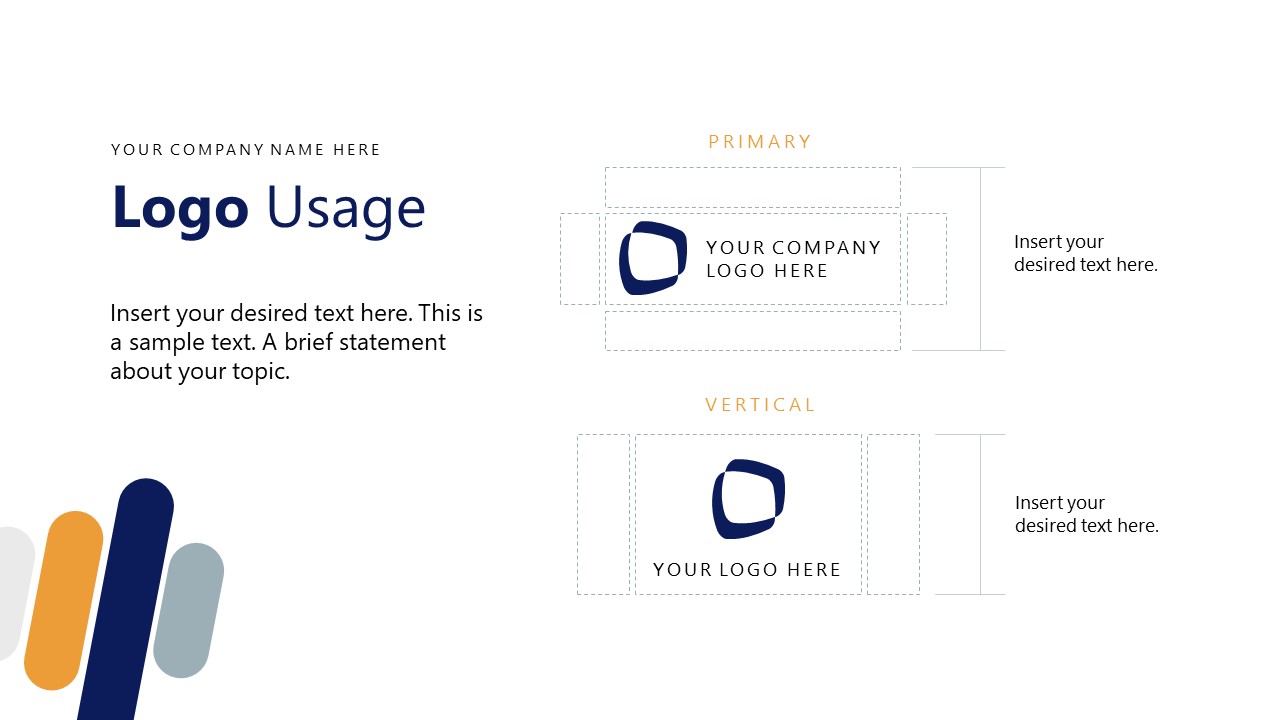 YOUR COMPANY NAME HERE
Logo Usage
Insert your desired text here. This is
a sample text. A brief statement
about your topic.
PRIMARY
YOUR COMPANY
LOGO HERE
Insert your
desired text here.
VERTICAL
YOUR LOGO HERE
Insert your
desired text here.